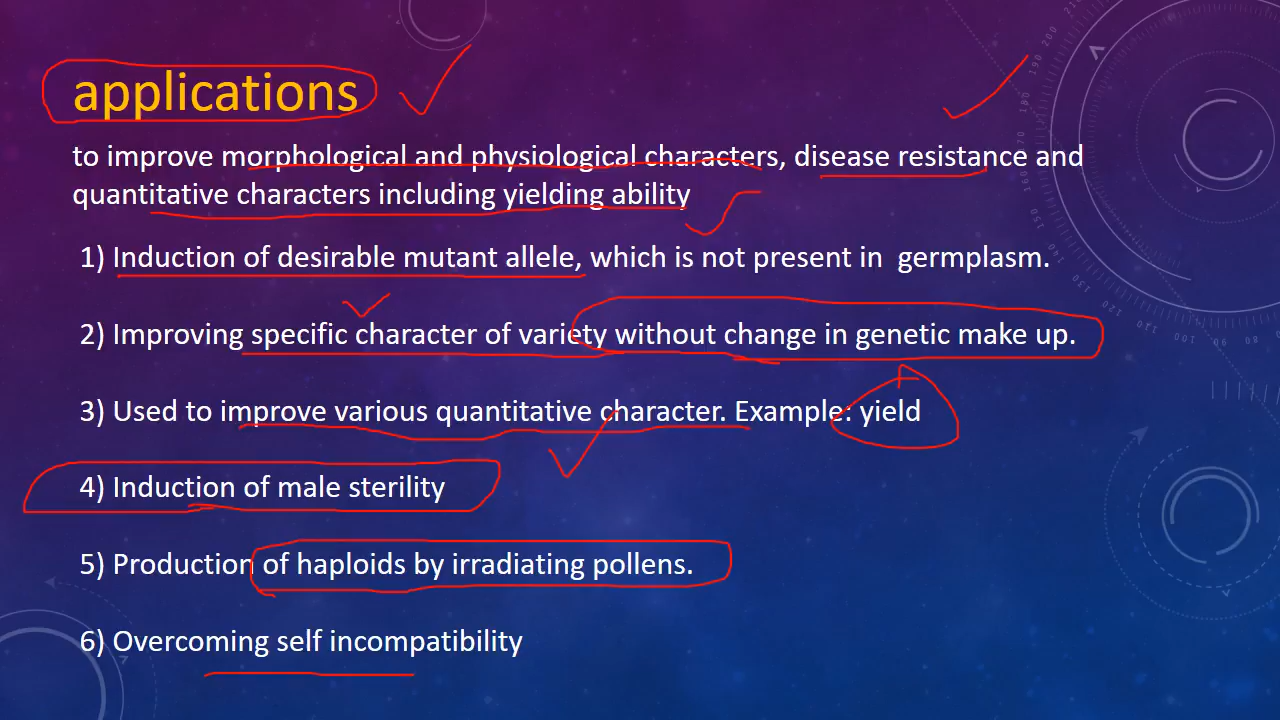 applications
to improve morphological and physiological characters, disease resistance and
quantitative characters including yielding ability
1) Induction of desirable mutant allele, which is not present in germplasm.
2) Improving specific character of variety without change in genetic make up.
3) Used to improve various quantitative character. Example: yield
4) Induction of male sterility
5) Production of haploids by irradiating pollens.
6) Overcoming self incompatibility